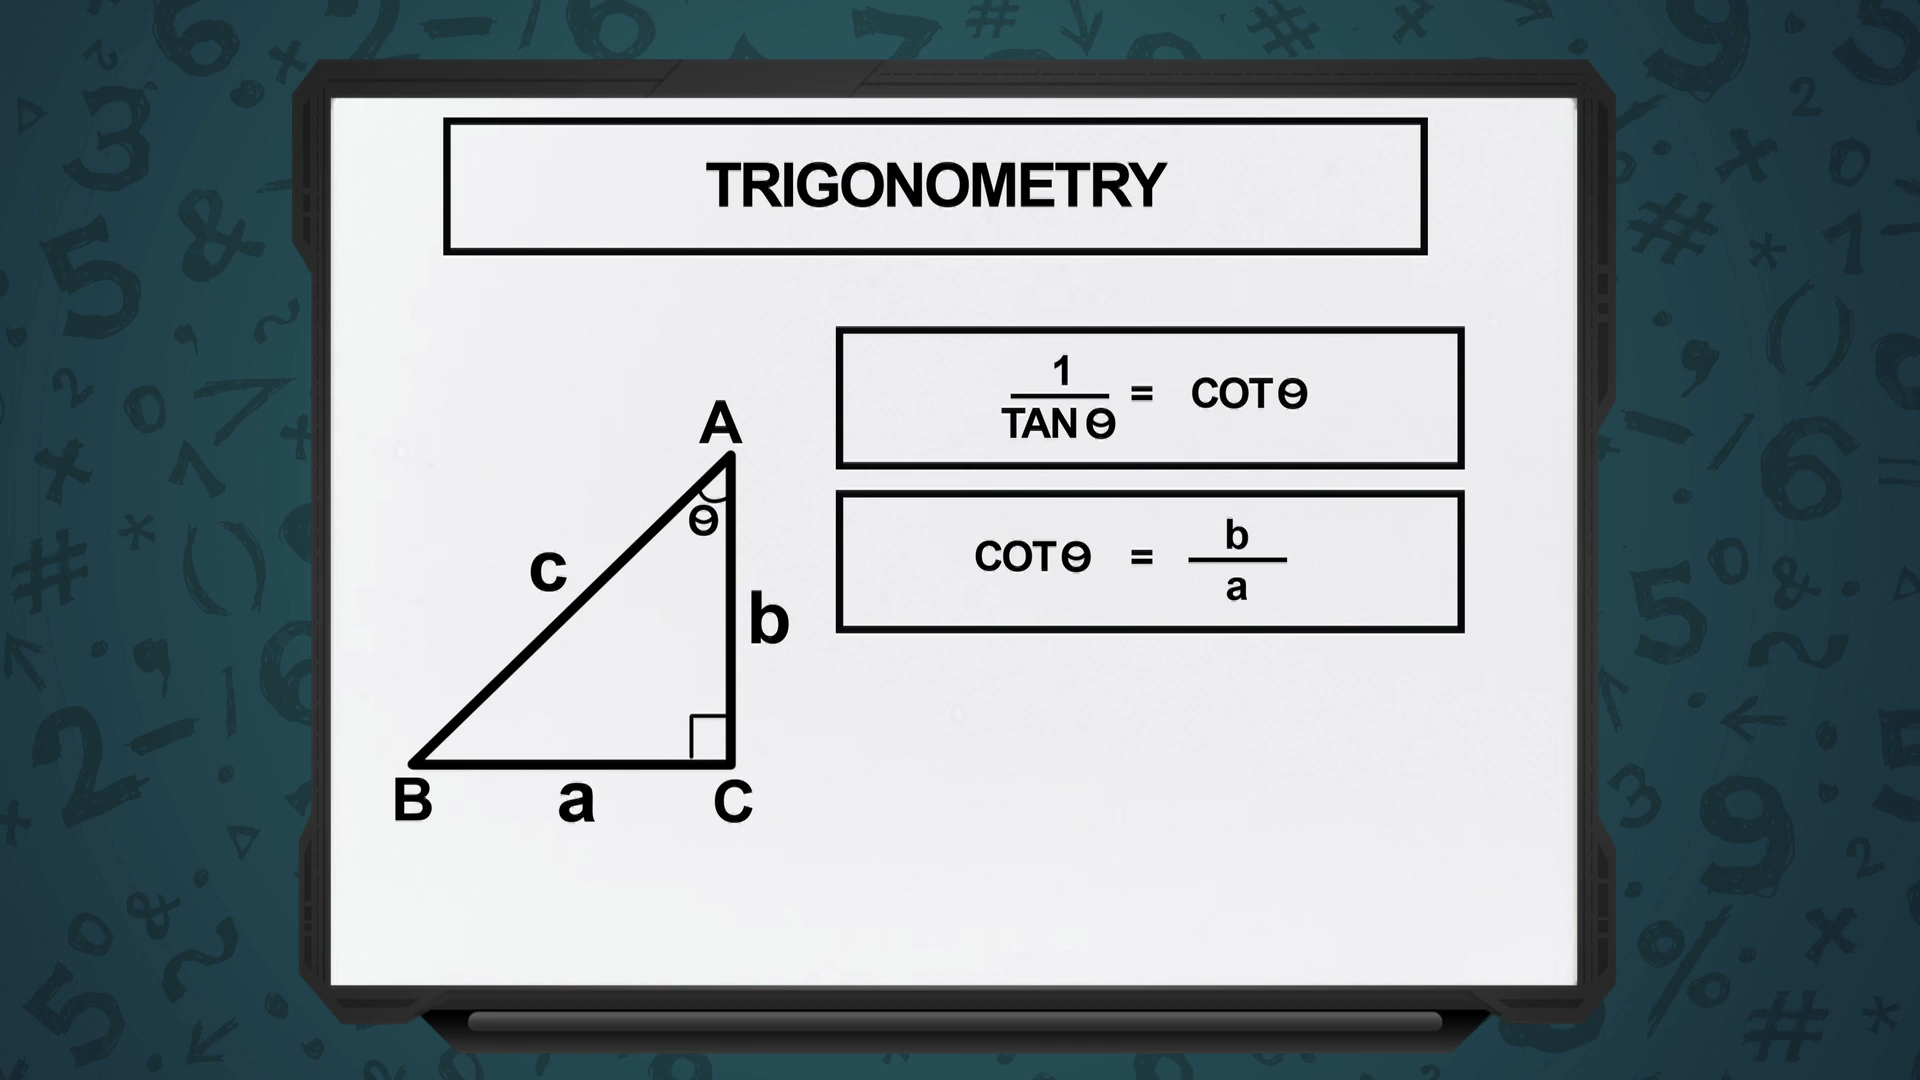 TRIGONOMETRY
1
TAN Θ
= COT Θ
COT Θ = b
a
A
Θ
c
b
B
a
C